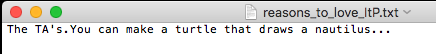 reasons_to_love_ItP.txt
The TA's.You can make a turtle that draws a nautilus...